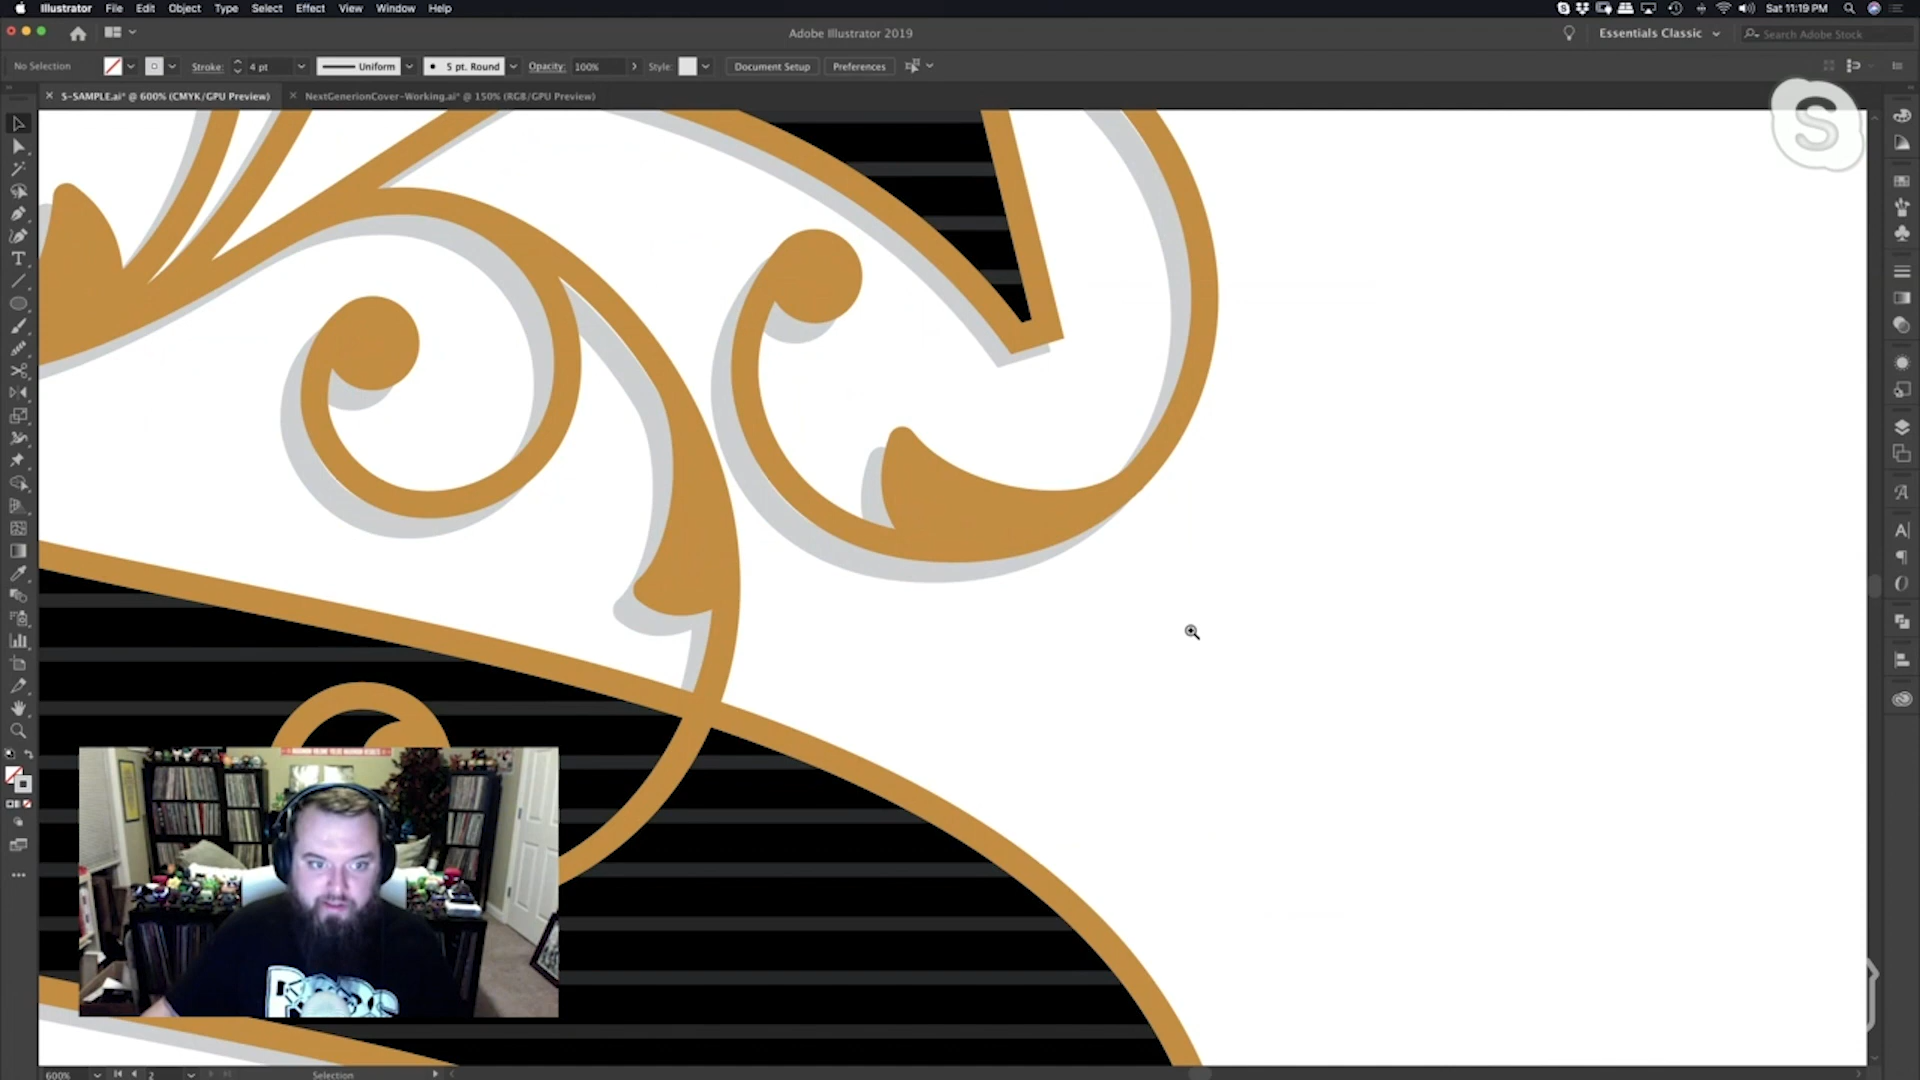 Illustrator File Edit Object Type Select Effect View Window Help
Sat 11:19 PM
Adobe Illustrator 2019
Essentials Classic
Search Adobe Stock
No Selection
Stroke: 4 pt
Uniform
5 pt. Round
Opacity: 100%
Style:
Document Setup
Preferences
S-SAMPLE.ai* @ 600% (CMYK/GPU Preview)
NextGenerionCover-Working.ai* @ 150% (RGB/GPU Preview)
S
600%
2
Selection